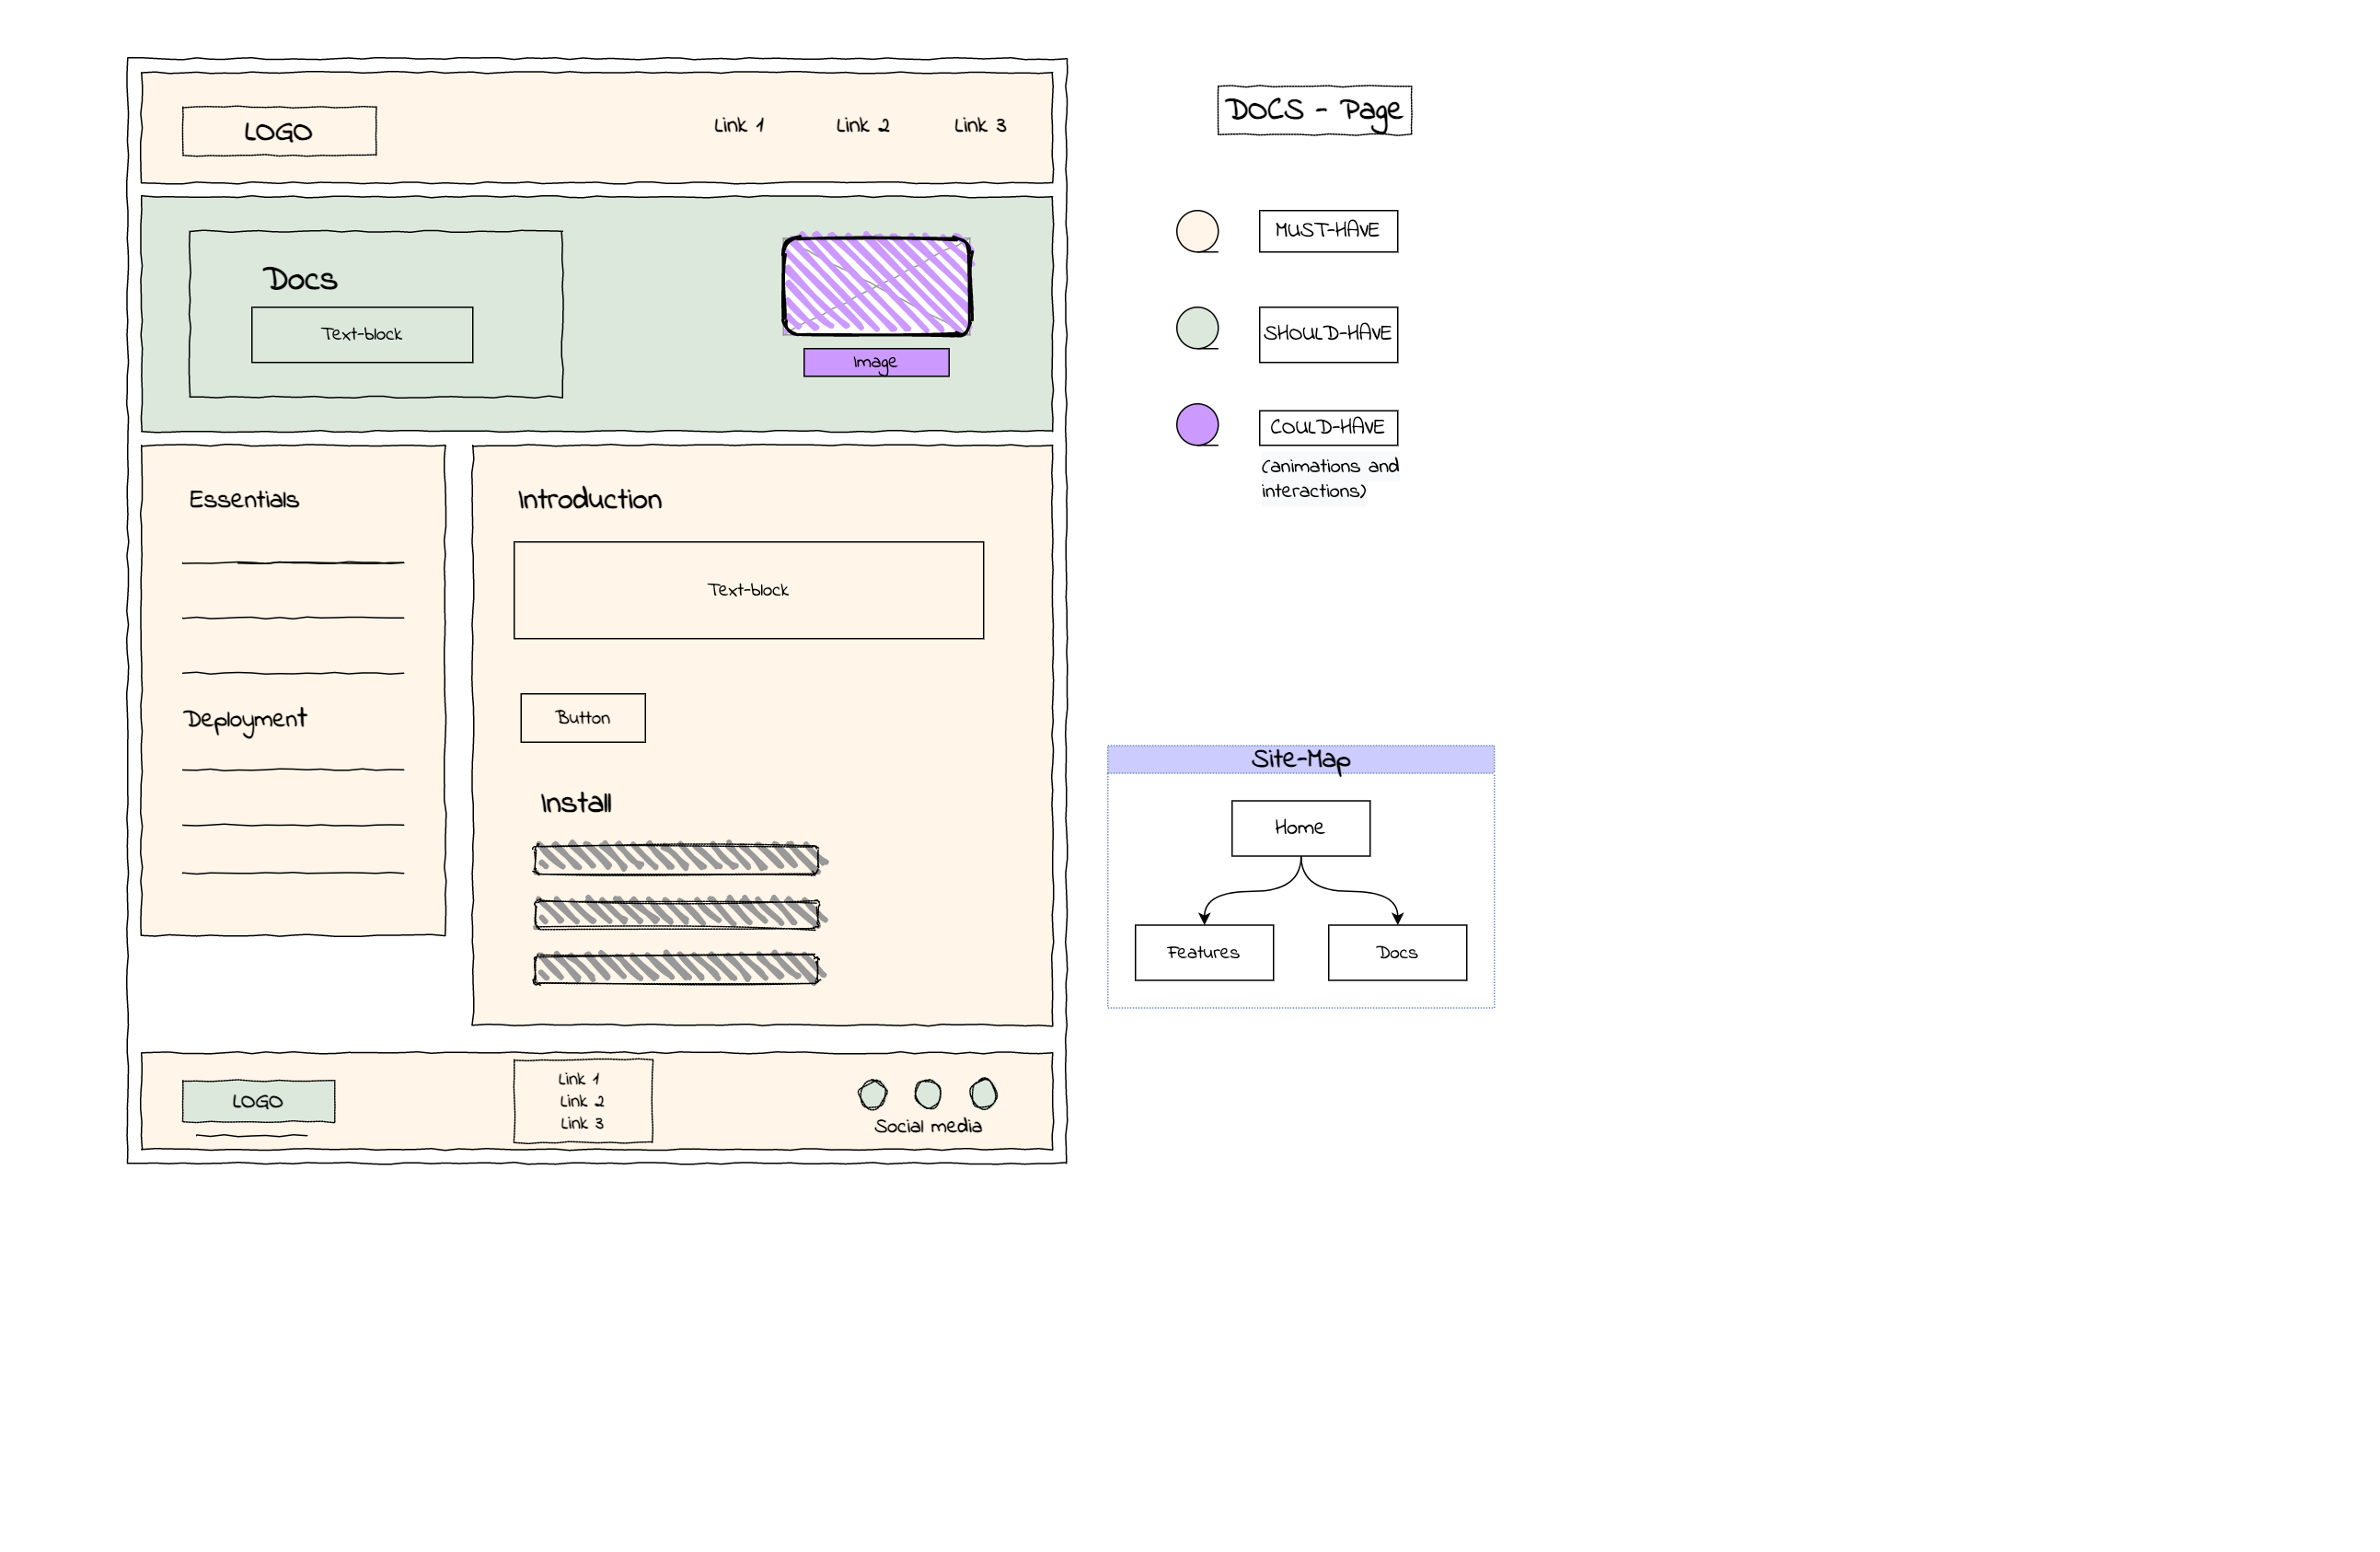 LOGO
Link 1
Link 2
Link 3
Docs
Text-block
Image
Essentials
Deployment
Introduction
Text-block
Button
Install
LOGO
Link 1
Link 2
Link 3
Social media
DOCS - Page
MUST-HAVE
SHOULD-HAVE
COULD-HAVE
(animations and
interactions)
Site-Map
Home
Features
Docs